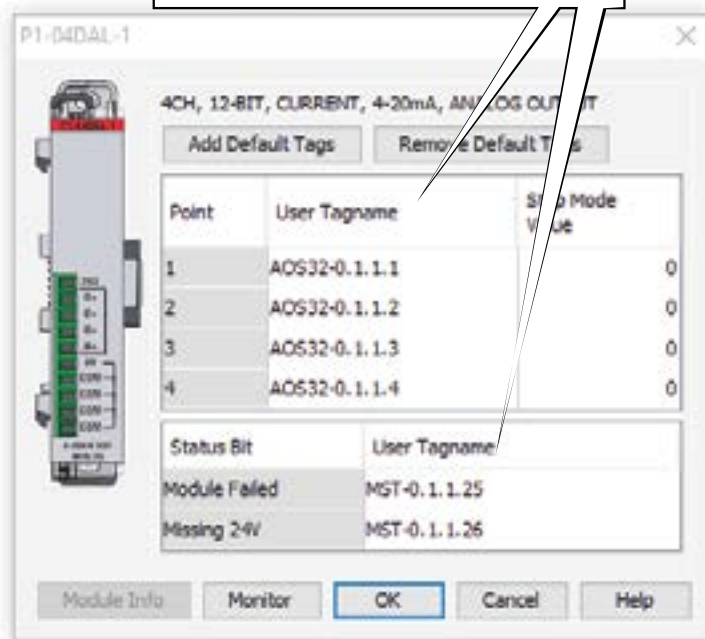 P1-04DAL-1
4CH, 12-BIT, CURRENT, 4-20mA, ANALOG OUTPUT
Add Default Tags Remove Default Tags
Point User Tagname Stop Mode
Value
1 AOS32-0.1.1.1 0
2 AOS32-0.1.1.2 0
3 AOS32-0.1.1.3 0
4 AOS32-0.1.1.4 0
Status Bit User Tagname
Module Failed MST-0.1.1.25
Missing 24V MST-0.1.1.26
Module Info Monitor OK Cancel Help